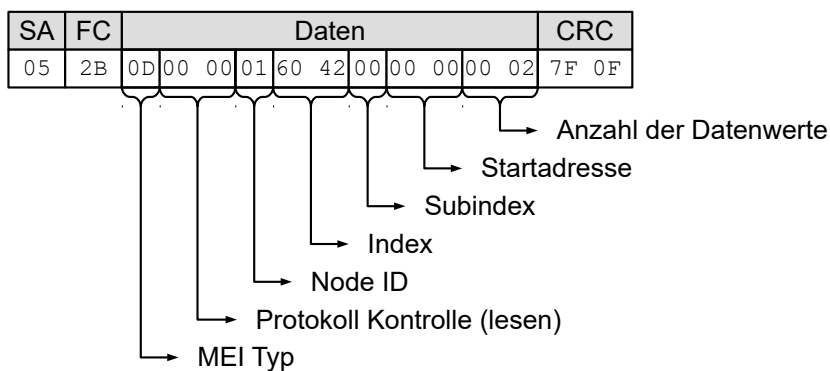 SA FC Daten CRC
05 2B 0D 00 00 01 60 42 00 00 00 00 02 7F 0F
Anzahl der Datenwerte
Startadresse
Subindex
Index
Node ID
Protokoll Kontrolle (lesen)
MEI Typ